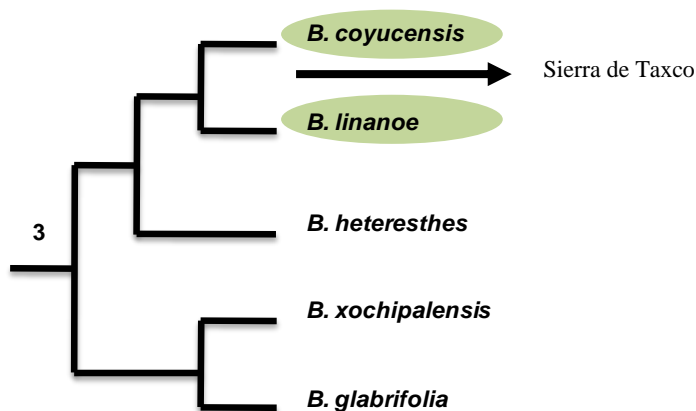 B. coyucensis
Sierra de Taxco
B. linanoe
B. heteresthes
3
B. xochipalensis
B. glabrifolia